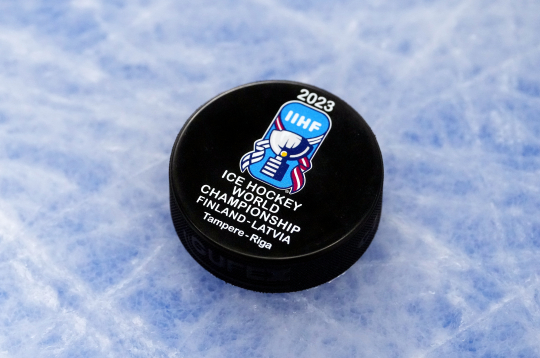 2023
IIHF
ICE HOCKEY
WORLD
CHAMPIONSHIP
FINLAND - LATVIA
Tampere - Riga